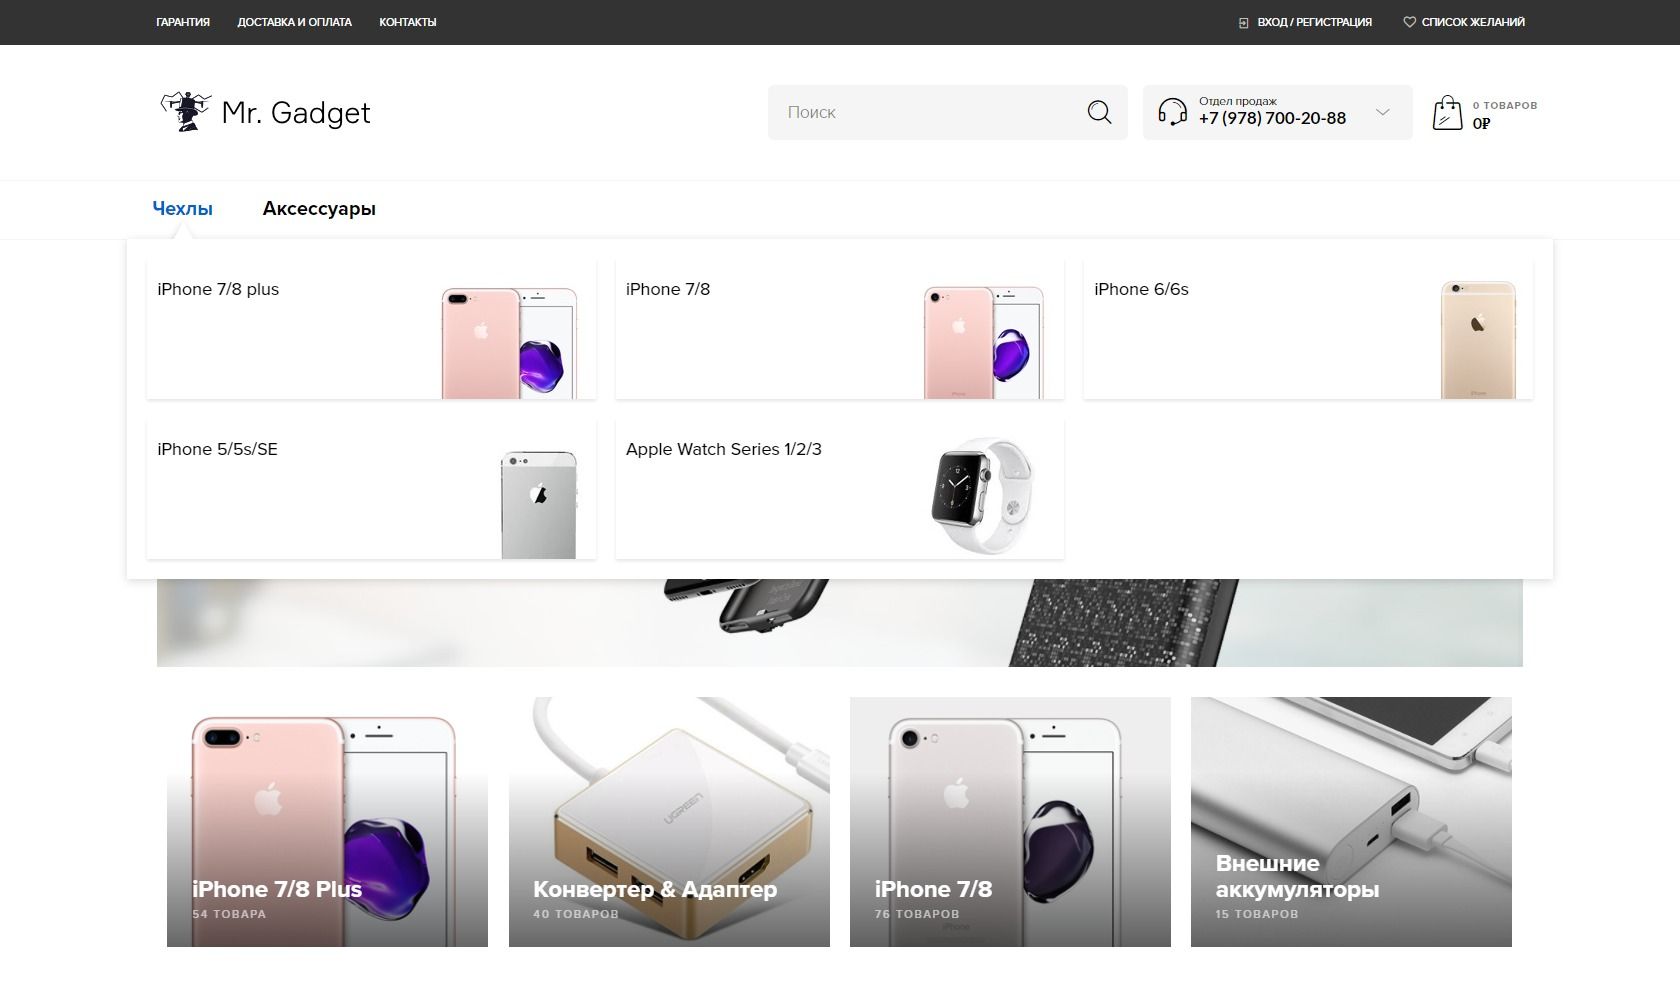 ГАРАНТИЯ ДОСТАВКА И ОПЛАТА КОНТАКТЫ ВХОД / РЕГИСТРАЦИЯ СПИСОК ЖЕЛАНИЙ
Mr. Gadget
Поиск
Отдел продаж
+7 (978) 700-20-88
0 ТОВАРОВ
0₽
Чехлы Аксессуары
iPhone 7/8 plus
iPhone 7/8
iPhone 6/6s
iPhone 5/5s/SE
Apple Watch Series 1/2/3
UGREEN
iPhone 7/8 Plus
54 ТОВАРА
Конвертер & Адаптер
40 ТОВАРОВ
iPhone 7/8
76 ТОВАРОВ
iPhone
Внешние
аккумуляторы
15 ТОВАРОВ